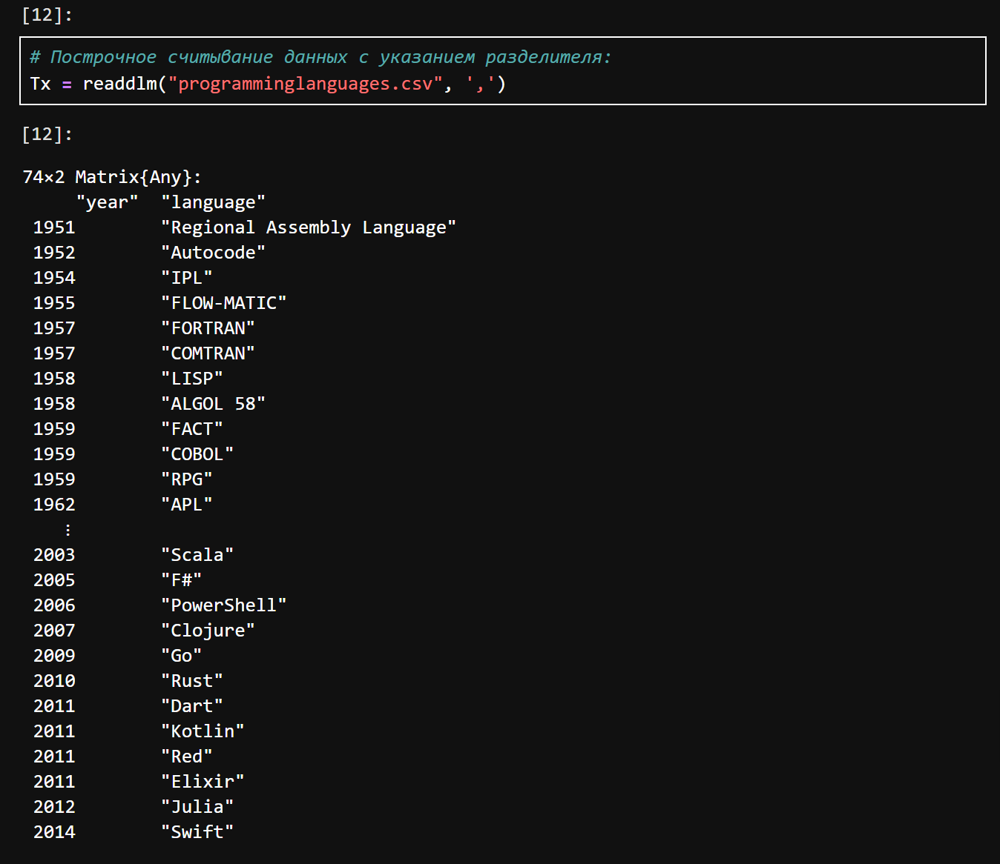 [12]:
# Построчное считывание данных с указанием разделителя:
Tx = readdlm("programminglanguages.csv", ',')
[12]:
74×2 Matrix{Any}:
"year" "language"
1951 "Regional Assembly Language"
1952 "Autocode"
1954 "IPL"
1955 "FLOW-MATIC"
1957 "FORTRAN"
1957 "COMTRAN"
1958 "LISP"
1958 "ALGOL 58"
1959 "FACT"
1959 "COBOL"
1959 "RPG"
1962 "APL"
⋮
2003 "Scala"
2005 "F#"
2006 "PowerShell"
2007 "Clojure"
2009 "Go"
2010 "Rust"
2011 "Dart"
2011 "Kotlin"
2011 "Red"
2011 "Elixir"
2012 "Julia"
2014 "Swift"